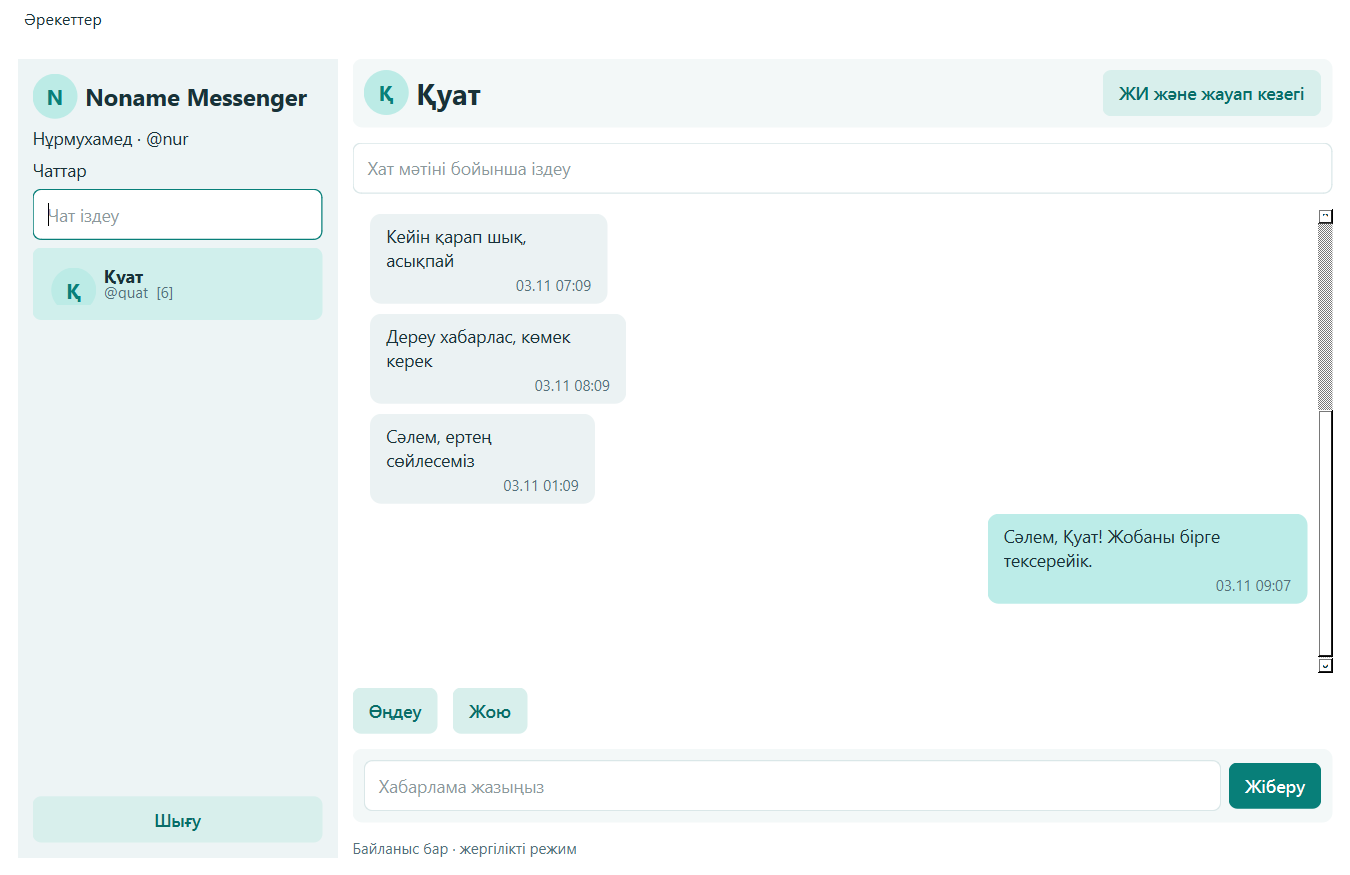 Әрекеттер
N
Noname Messenger
Нұрмухамед · @nur
Чаттар
Чат іздеу
Қ
Қуат
@quat [6]
Шығу
Қ
Қуат
ЖИ және жауап кезегі
Хат мәтіні бойынша іздеу
Кейін қарап шық,
асықпай
03.11 07:09
Дереу хабарлас, көмек
керек
03.11 08:09
Сәлем, ертең
сөйлесеміз
03.11 01:09
Сәлем, Қуат! Жобаны бірге
тексерейік.
03.11 09:07
Өңдеу
Жою
Хабарлама жазыңыз
Жіберу
Байланыс бар · жергілікті режим